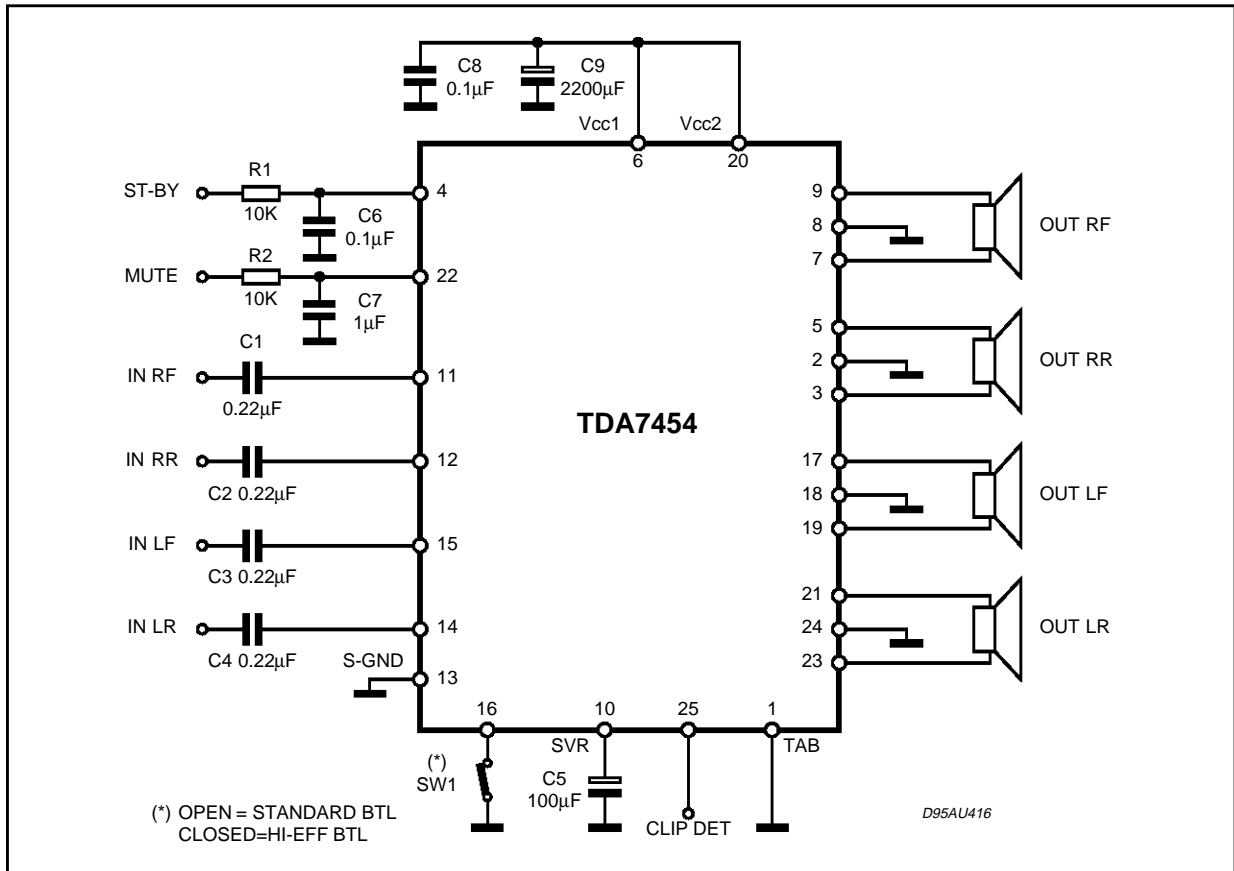 C8
0.1µF
C9
2200µF
Vcc1
Vcc2
6
20
ST-BY
R1
10K
4
C6
0.1µF
MUTE
R2
10K
22
C7
1µF
IN RF
C1
0.22µF
11
IN RR
C2 0.22µF
12
IN LF
C3 0.22µF
15
IN LR
C4 0.22µF
14
S-GND
13
TDA7454
9
8
7
OUT RF
5
2
3
OUT RR
17
18
19
OUT LF
21
24
23
OUT LR
16
10
25
1
SVR
TAB
(*)
SW1
C5
100µF
CLIP DET
(*) OPEN = STANDARD BTL
CLOSED=HI-EFF BTL
D95AU416